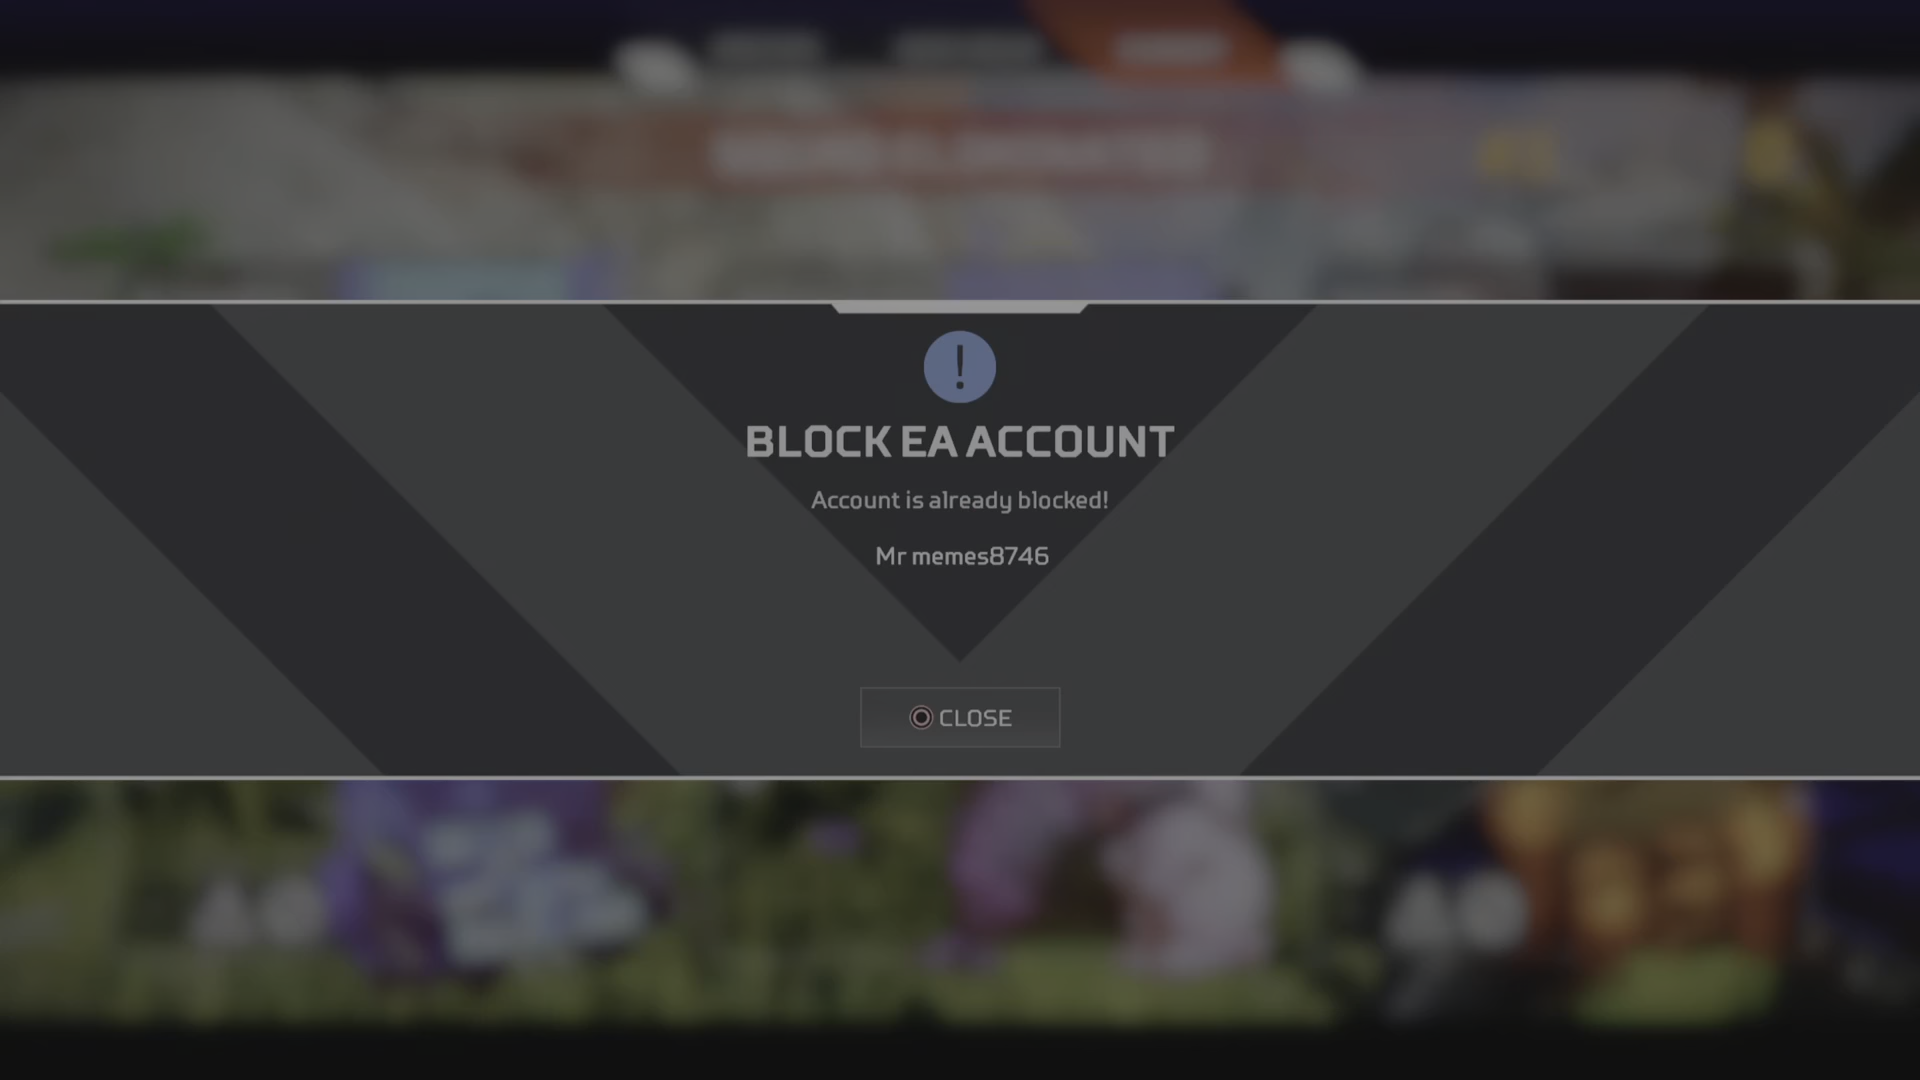 !
BLOCK EA ACCOUNT
Account is already blocked!
Mr memes8746
CLOSE